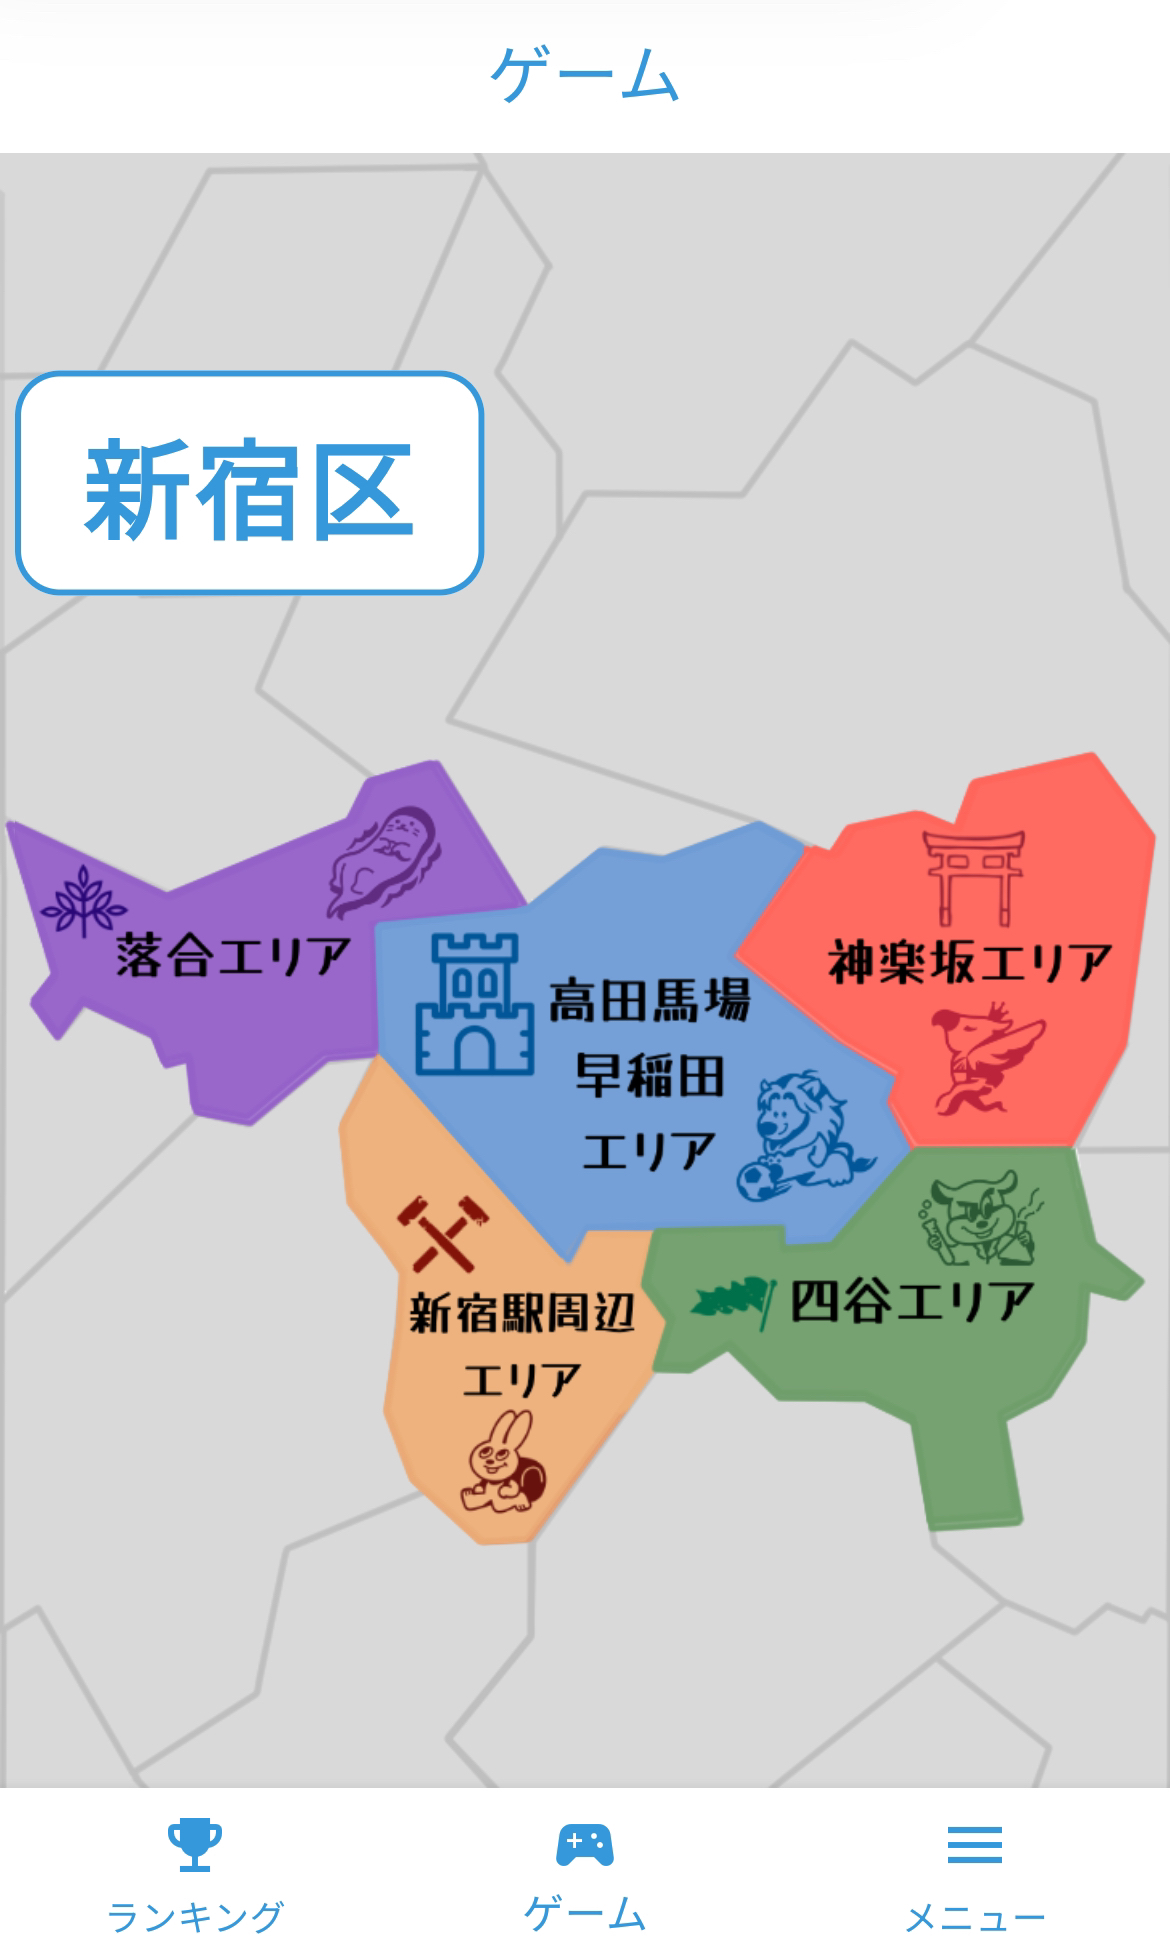 ゲーム
新宿区
落合エリア
高田馬場
早稲田
エリア
神楽坂エリア
新宿駅周辺
エリア
四谷エリア
ランキング
ゲーム
メニュー